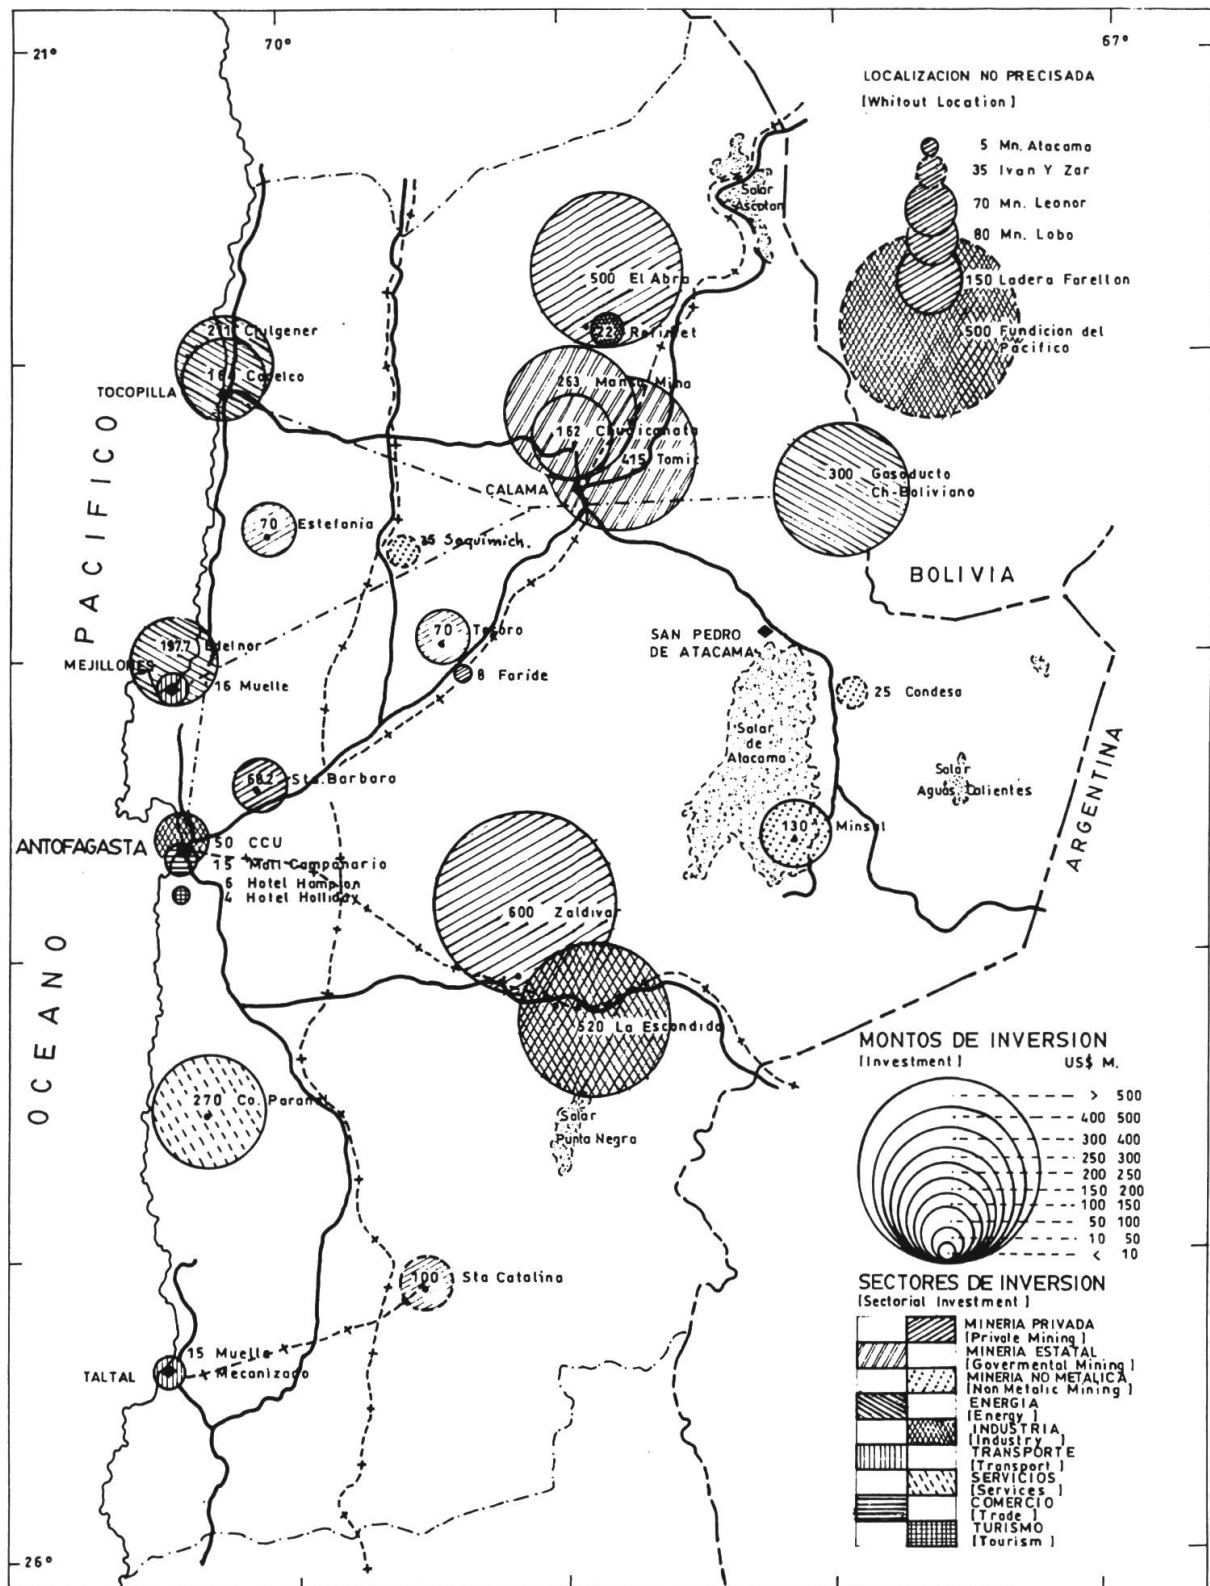 21°
70°
67°
LOCALIZACION NO PRECISADA
[Whitout Location]
5 Mn. Atacama
35 Ivan Y Zar
70 Mn. Leonor
80 Mn. Lobo
150 Ladera Farellon
500 Fundicion del
Pacifico
Salar
Ascotan
500 El Abra
22 Refimet
211
TOCOPILLA
263 Mansa Mina
162
415 Tomic
CALAMA
300 Gasoducto
Ch-Boliviano
70 Estefania
Soquimich.
BOLIVIA
PACIFICO
70 Tesoro
8 Faride
SAN PEDRO
DE ATACAMA
25 Condesa
Edelnor
MEJILLONES
16 Muelle
Salar
de
Atacama
Salar
Aguas Calientes
ARGENTINA
Sta. Barbara
ANTOFAGASTA
50 CCU
15 Mall Campanario
6 Hotel Hampton
4 Hotel Holliday
130 Minsal
600 Zaldivar
520 La Escondida
OCEANO
270 Co. Paranal
Salar
Punta Negra
MONTOS DE INVERSION
[Investment] US$ M.
> 500
400 500
300 400
250 300
200 250
150 200
100 150
50 100
10 50
< 10
100 Sta Catalina
15 Muelle
Mecanizado
TALTAL
SECTORES DE INVERSION
[Sectorial Investment]
MINERIA PRIVADA
[Private Mining]
MINERIA ESTATAL
[Govermental Mining]
MINERIA NO METALICA
[Non Metalic Mining]
ENERGIA
[Energy]
INDUSTRIA
[Industry]
TRANSPORTE
[Transport]
SERVICIOS
[Services]
COMERCIO
[Trade]
TURISMO
[Tourism]
26°